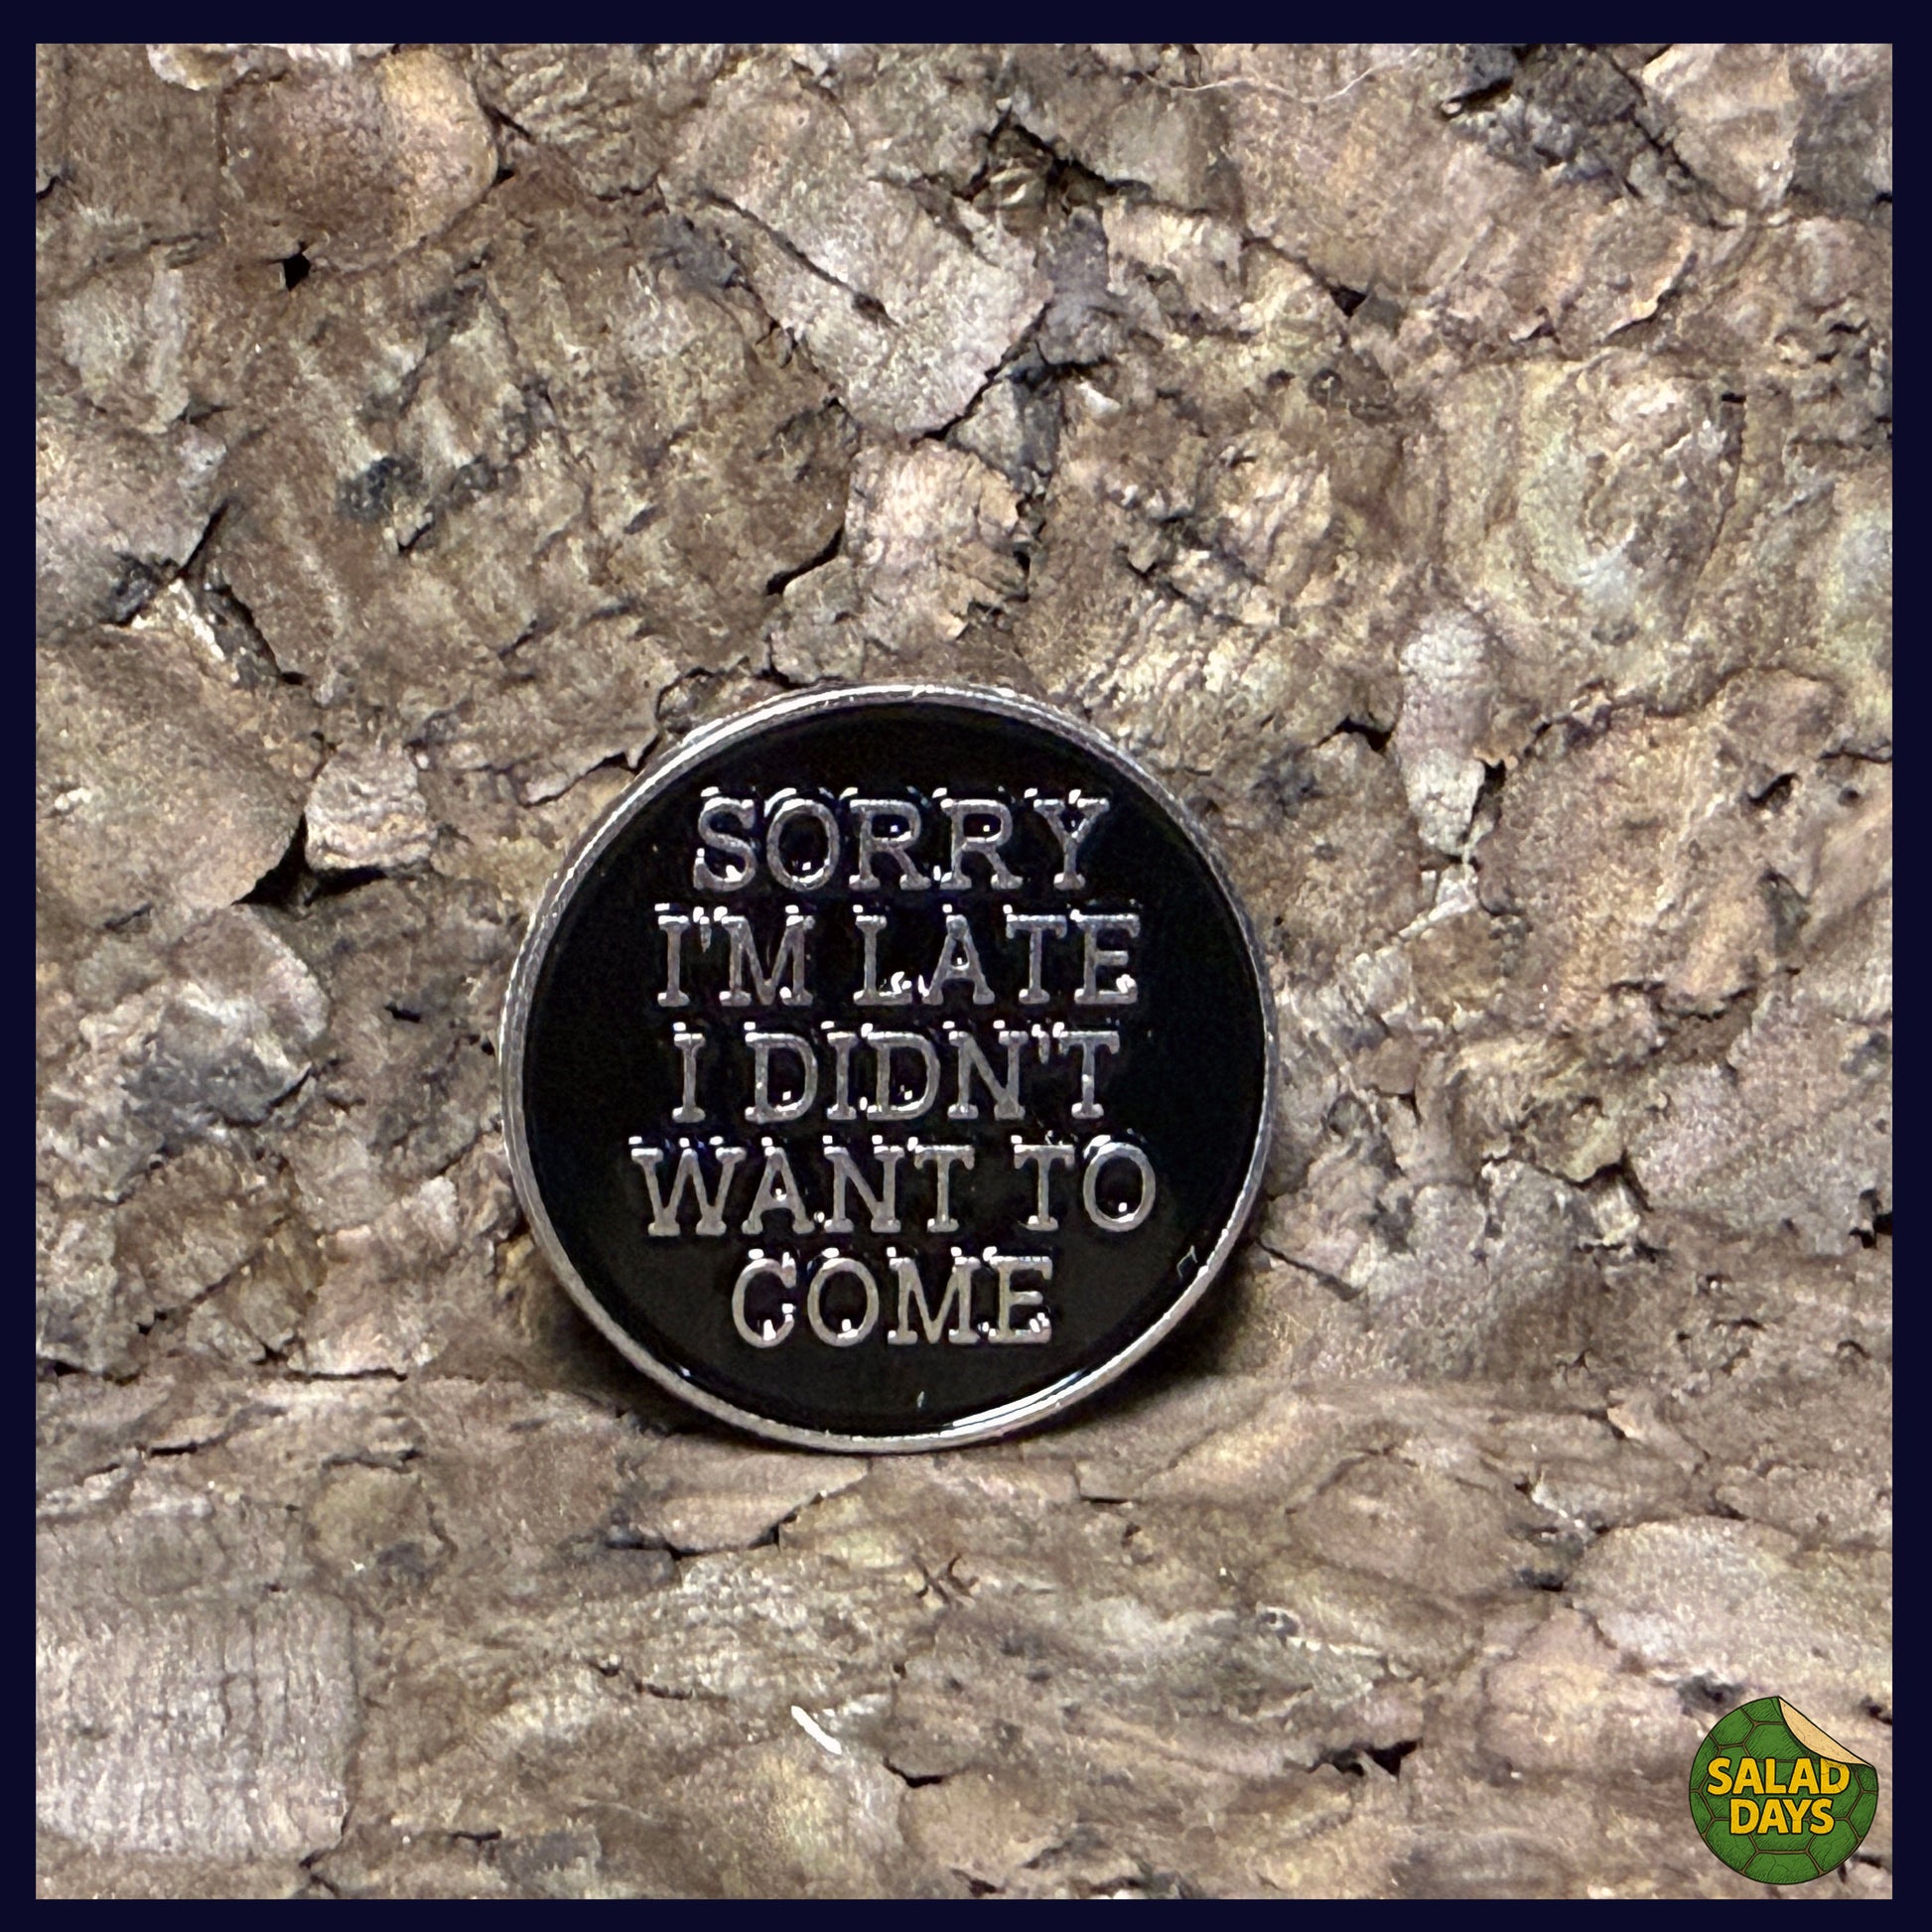 SORRY
I'M LATE
I DIDN'T
WANT TO
COME
SALAD
DAYS